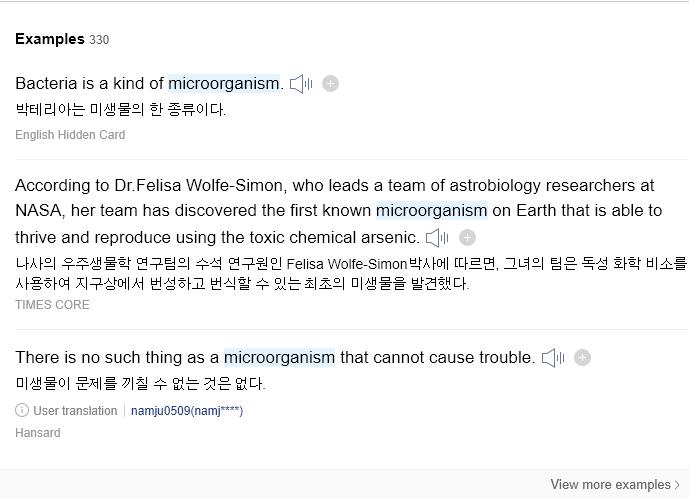 Examples 330
Bacteria is a kind of microorganism.
박테리아는 미생물의 한 종류이다.
English Hidden Card
According to Dr.Felisa Wolfe-Simon, who leads a team of astrobiology researchers at
NASA, her team has discovered the first known microorganism on Earth that is able to
thrive and reproduce using the toxic chemical arsenic.
나사의 우주생물학 연구팀의 수석 연구원인 Felisa Wolfe-Simon박사에 따르면, 그녀의 팀은 독성 화학 비소를
사용하여 지구상에서 번성하고 번식할 수 있는 최초의 미생물을 발견했다.
TIMES CORE
There is no such thing as a microorganism that cannot cause trouble.
미생물이 문제를 끼칠 수 없는 것은 없다.
User translation namju0509(namj****)
Hansard
View more examples